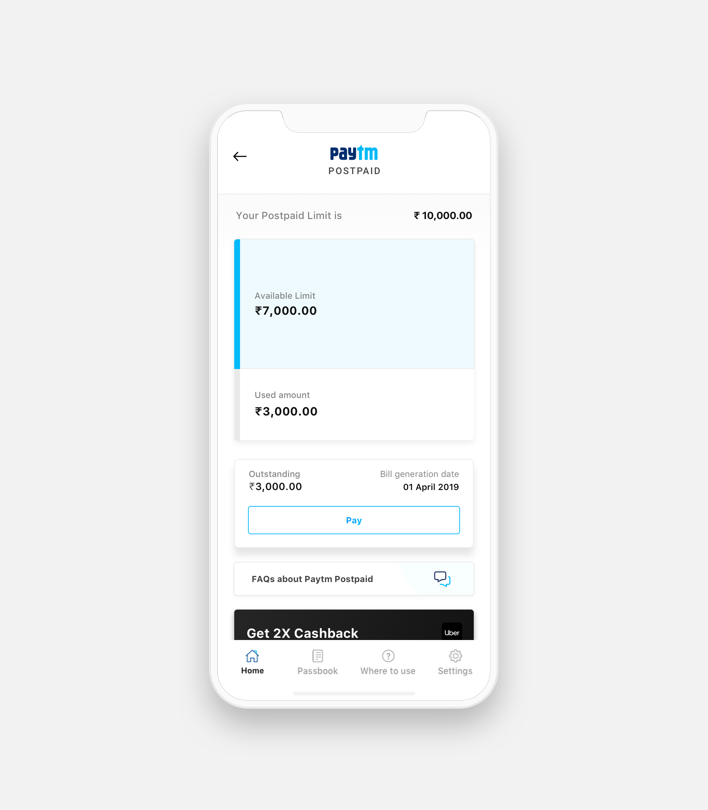 paytm
POSTPAID
Your Postpaid Limit is ₹ 10,000.00
Available Limit
₹7,000.00
Used amount
₹3,000.00
Outstanding Bill generation date
₹3,000.00 01 April 2019
Pay
FAQs about Paytm Postpaid
Get 2X Cashback Uber
Home Passbook Where to use Settings